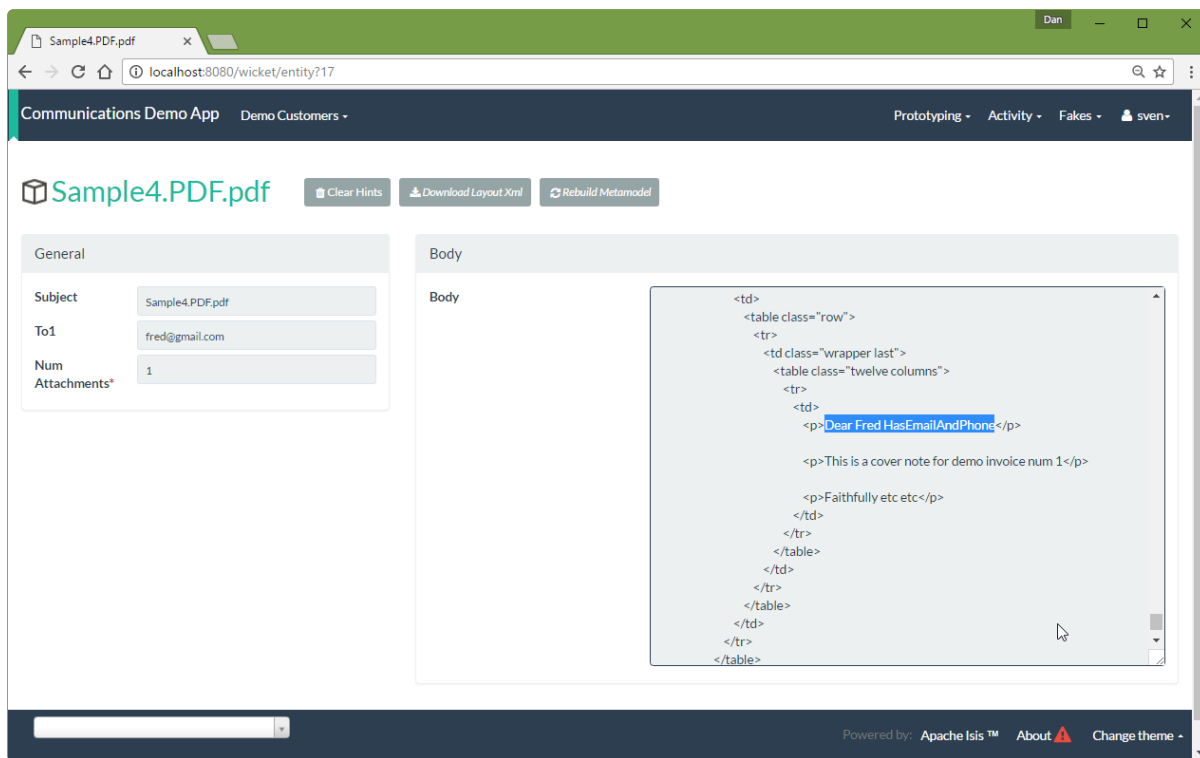 Dan
Sample4.PDF.pdf
localhost:8080/wicket/entity?17
Communications Demo App Demo Customers Prototyping Activity Fakes sven
Sample4.PDF.pdf Clear Hints Download Layout Xml Rebuild Metamodel
General
Subject Sample4.PDF.pdf
To1 fred@gmail.com
Num Attachments* 1
Body
Body
<td>
<table class="row">
<tr>
<td class="wrapper last">
<table class="twelve columns">
<tr>
<td>
<p>Dear Fred HasEmailAndPhone</p>
<p>This is a cover note for demo invoice num 1</p>
<p>Faithfully etc etc</p>
</td>
</tr>
</table>
</td>
</tr>
</table>
</td>
</tr>
</table>
Powered by: Apache Isis ™ About Change theme